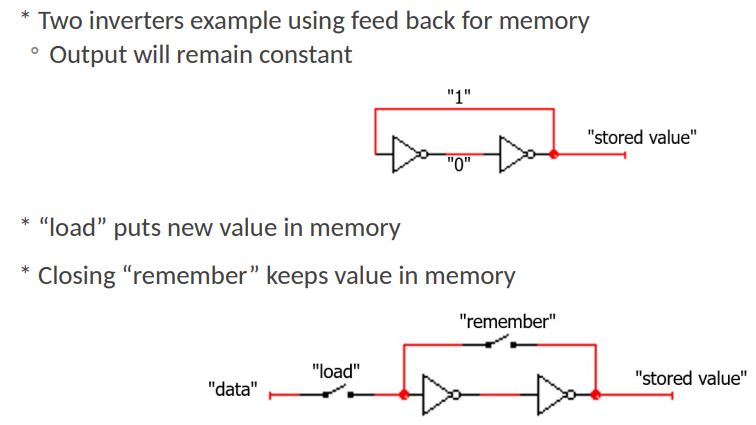 * Two inverters example using feed back for memory
° Output will remain constant
"1"
"stored value"
"0"
* “load” puts new value in memory
* Closing “remember” keeps value in memory
"remember"
"load"
"stored value"
"data"